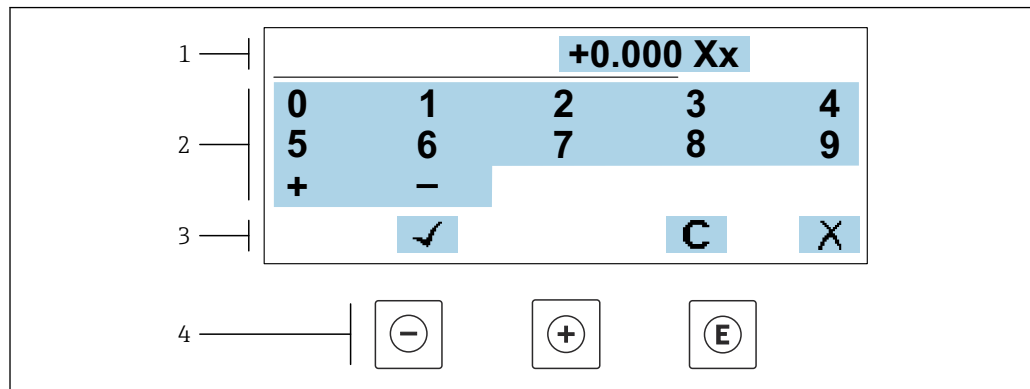 1 +0.000 Xx
0 1 2 3 4
2 5 6 7 8 9
+ −
3 ✓ C X
4 − + E